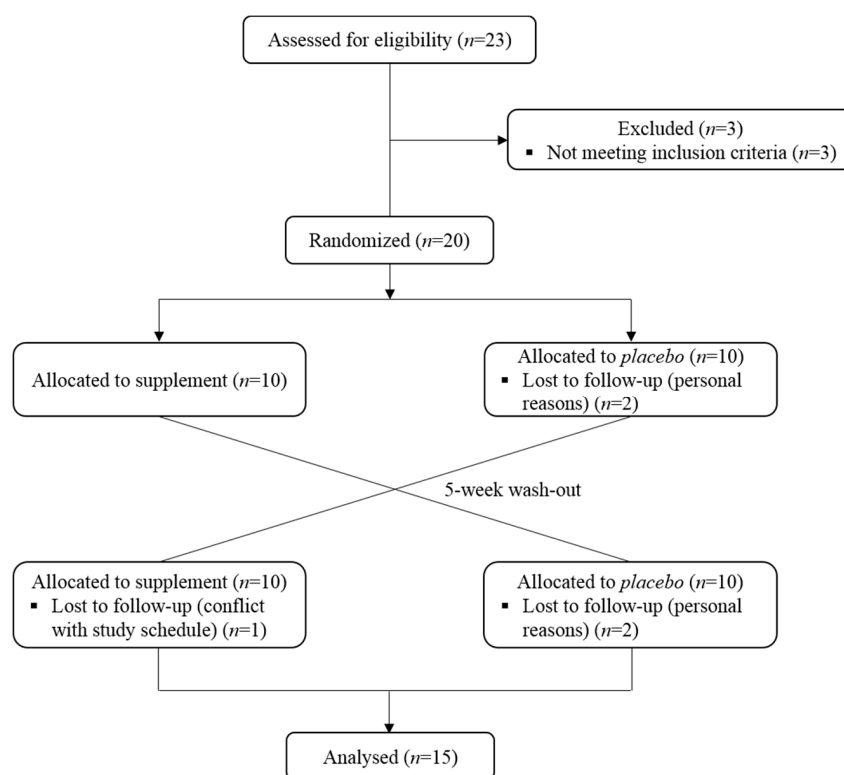 Assessed for eligibility (n=23)
Excluded (n=3)
▪ Not meeting inclusion criteria (n=3)
Randomized (n=20)
Allocated to supplement (n=10)
Allocated to placebo (n=10)
▪ Lost to follow-up (personal
reasons) (n=2)
5-week wash-out
Allocated to supplement (n=10)
▪ Lost to follow-up (conflict
with study schedule) (n=1)
Allocated to placebo (n=10)
▪ Lost to follow-up (personal
reasons) (n=2)
Analysed (n=15)